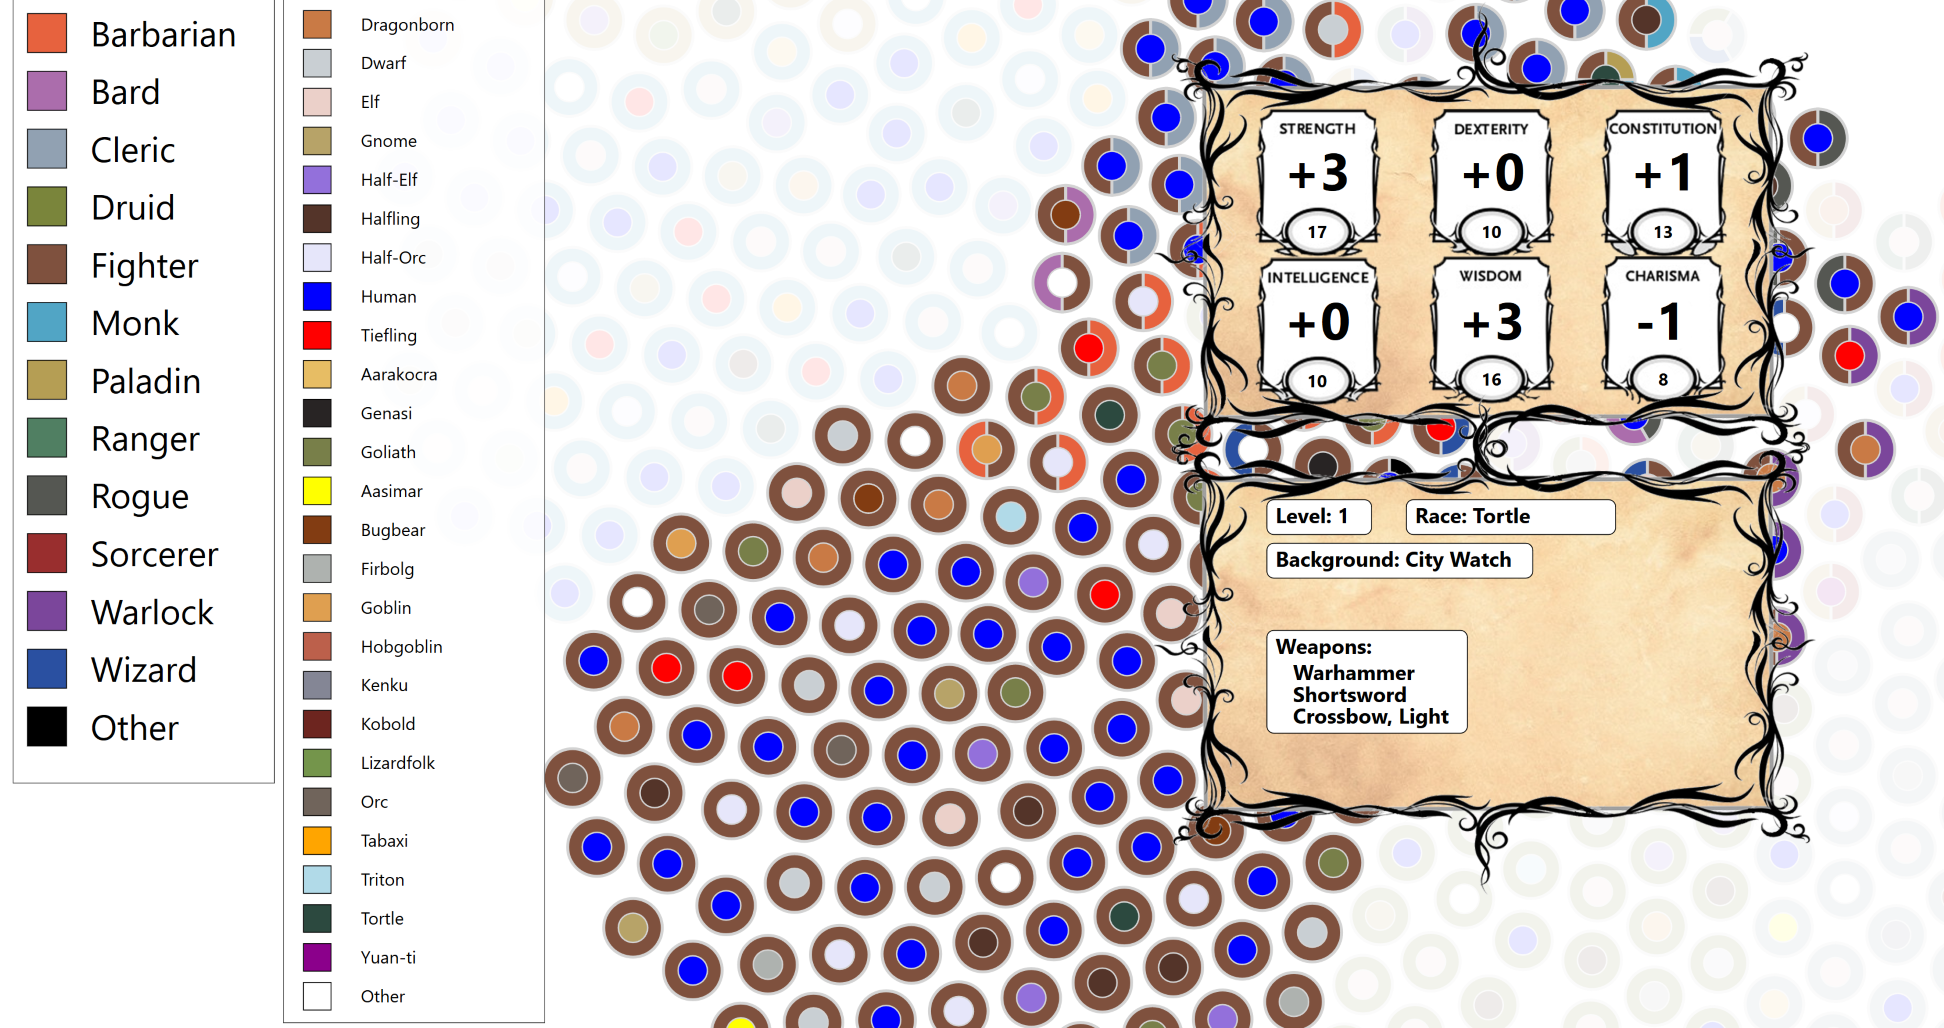 Barbarian
Bard
Cleric
Druid
Fighter
Monk
Paladin
Ranger
Rogue
Sorcerer
Warlock
Wizard
Other
Dragonborn
Dwarf
Elf
Gnome
Half-Elf
Halfling
Half-Orc
Human
Tiefling
Aarakocra
Genasi
Goliath
Aasimar
Bugbear
Firbolg
Goblin
Hobgoblin
Kenku
Kobold
Lizardfolk
Orc
Tabaxi
Triton
Tortle
Yuan-ti
Other
STRENGTH DEXTERITY CONSTITUTION
+3 +0 +1
17 10 13
INTELLIGENCE WISDOM CHARISMA
+0 +3 -1
10 16 8
Level: 1 Race: Tortle
Background: City Watch
Weapons:
Warhammer
Shortsword
Crossbow, Light